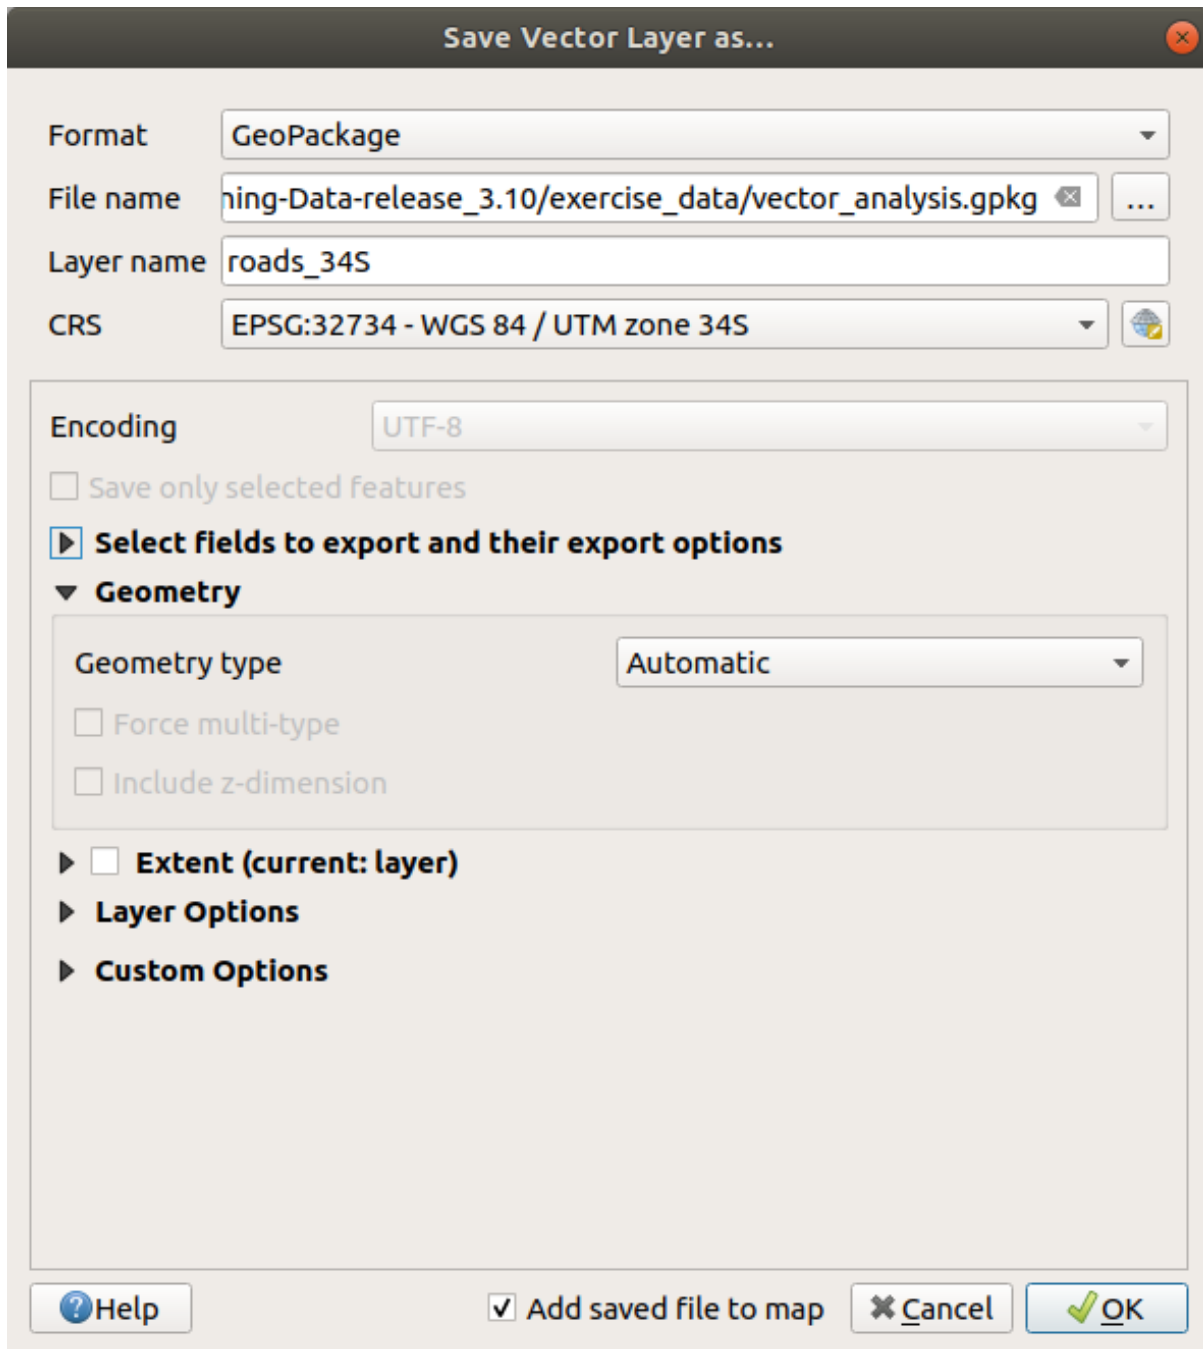 Save Vector Layer as...
Format GeoPackage
File name ning-Data-release_3.10/exercise_data/vector_analysis.gpkg ...
Layer name roads_34S
CRS EPSG:32734 - WGS 84 / UTM zone 34S
Encoding UTF-8
Save only selected features
Select fields to export and their export options
Geometry
Geometry type Automatic
Force multi-type
Include z-dimension
Extent (current: layer)
Layer Options
Custom Options
Help Add saved file to map Cancel OK